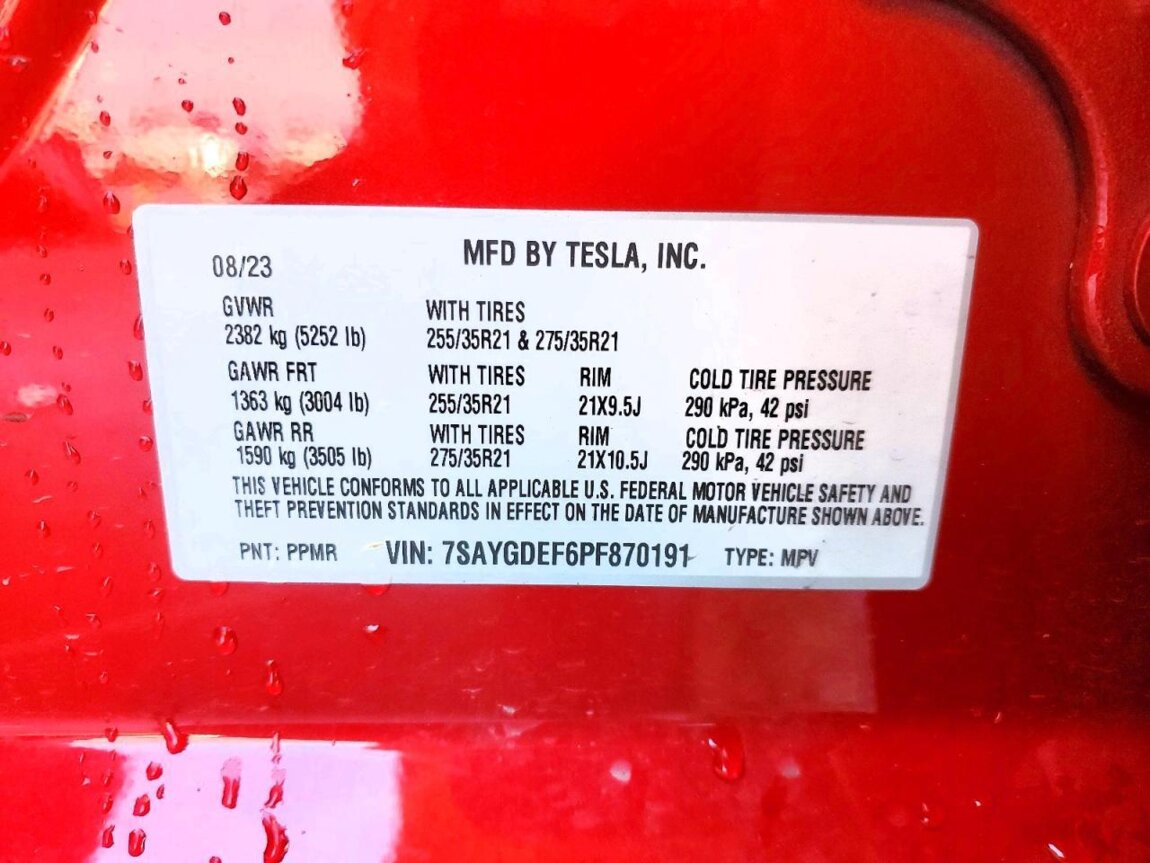 MFD BY TESLA, INC.
08/23
GVWR WITH TIRES
2382 kg (5252 lb) 255/35R21 & 275/35R21
GAWR FRT WITH TIRES RIM COLD TIRE PRESSURE
1363 kg (3004 lb) 255/35R21 21X9.5J 290 kPa, 42 psi
GAWR RR WITH TIRES RIM COLD TIRE PRESSURE
1590 kg (3505 lb) 275/35R21 21X10.5J 290 kPa, 42 psi
THIS VEHICLE CONFORMS TO ALL APPLICABLE U.S. FEDERAL MOTOR VEHICLE SAFETY AND
THEFT PREVENTION STANDARDS IN EFFECT ON THE DATE OF MANUFACTURE SHOWN ABOVE.
PNT: PPMR VIN: 7SAYGDEF6PF870191 TYPE: MPV